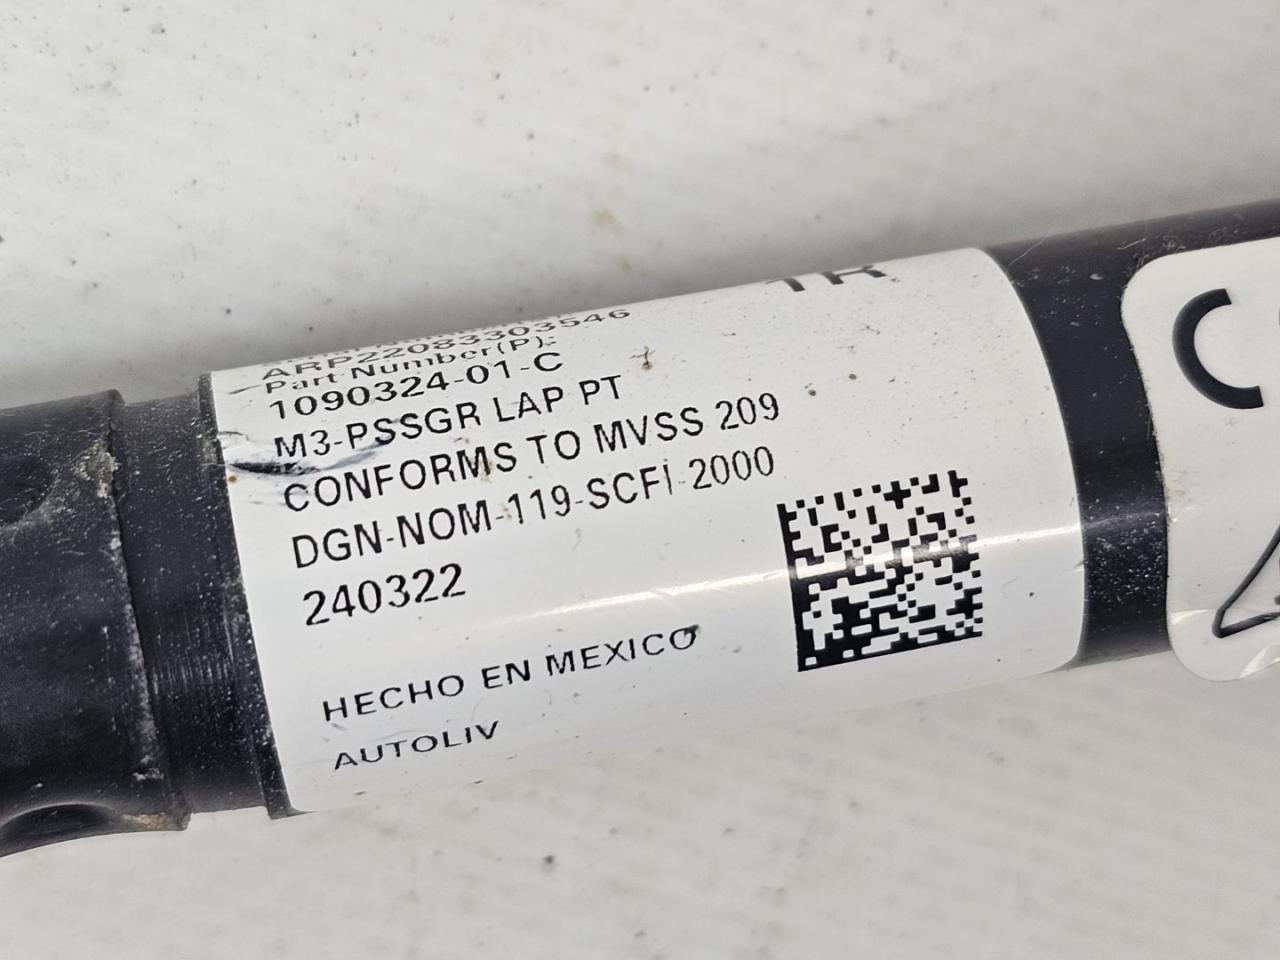 1R
ARP22083303546
Part Number(P):
1090324-01-C
M3-PSSGR LAP PT
CONFORMS TO MVSS 209
DGN-NOM-119-SCFI-2000
240322
HECHO EN MEXICO
AUTOLIV